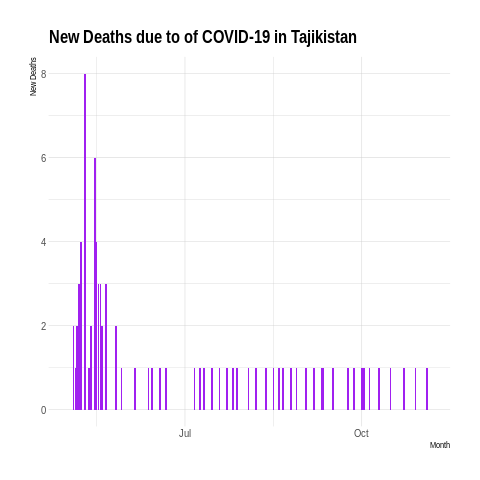 New Deaths due to of COVID-19 in Tajikistan
New Deaths
8
6
4
2
0
Jul
Oct
Month